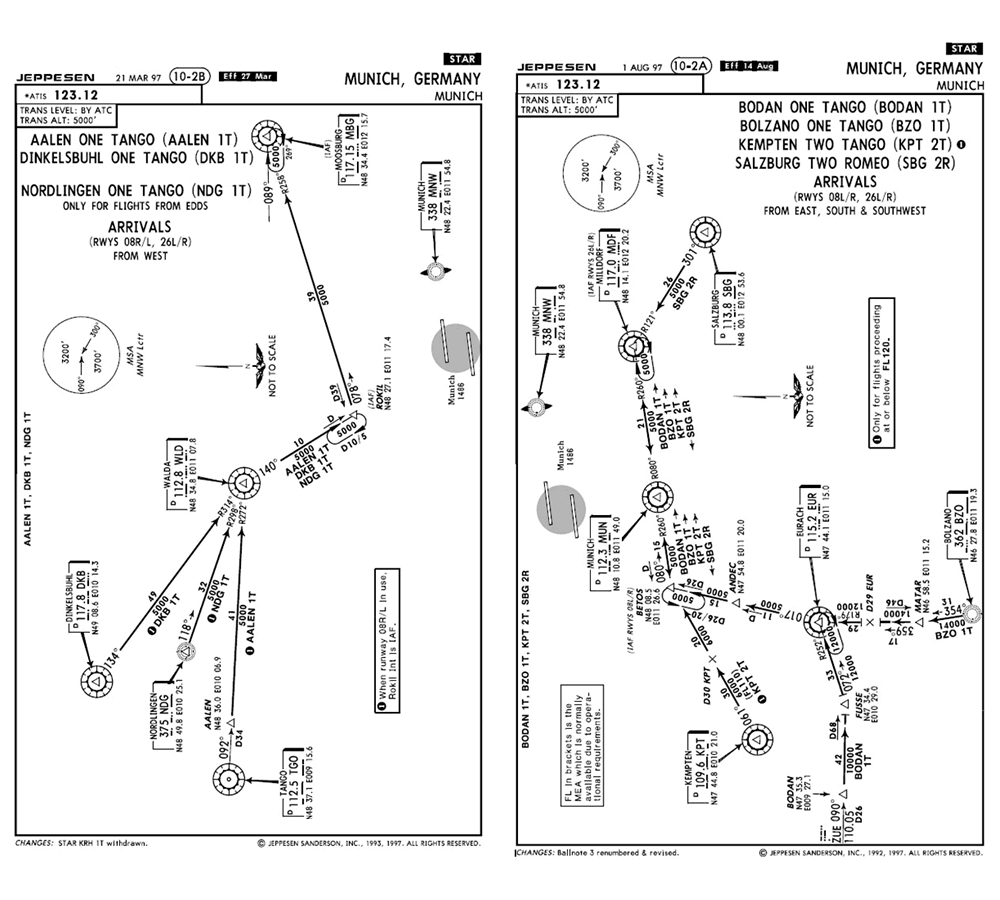 STAR
JEPPESEN 21 MAR 97 10-2B Eff 27 Mar
MUNICH, GERMANY
MUNICH
*ATIS 123.12
TRANS LEVEL: BY ATC
TRANS ALT: 5000'
AALEN ONE TANGO (AALEN 1T)
DINKELSBUHL ONE TANGO (DKB 1T)
NORDLINGEN ONE TANGO (NDG 1T)
ONLY FOR FLIGHTS FROM EDDS
ARRIVALS
(RWYS 08R/L, 26L/R)
FROM WEST
(IAF)
MOOSBURG
D 117.15 MBG
N48 34.4 E012 15.7
5000
269°
089°
R258°
MUNICH
338 MNW
N48 22.4 E011 54.8
39
5000
3200'
3700'
300°
090°
MSA
MNW Lctr
N
NOT TO SCALE
Munich
1486
D39
078°
(IAF)
ROKIL
N48 27.1 E011 17.4
D
5000
D10/5
10
5000
AALEN 1T
DKB 1T
NDG 1T
140°
WALDA
D 112.8 WLD
N48 34.8 E011 07.8
R314°
R298°
R272°
AALEN 1T, DKB 1T, NDG 1T
49
5000
DKB 1T
32
5000
NDG 1T
41
5000
AALEN 1T
DINKELSBUHL
D 117.8 DKB
N49 08.6 E010 14.3
134°
118°
NORDLINGEN
375 NDG
N48 49.8 E010 25.1
AALEN
N48 36.0 E010 06.9
092°
D34
TANGO
D 112.5 TGO
N48 37.1 E009 15.6
When runway 08R/L in use,
Rokil Int is IAF.
CHANGES: STAR KRH 1T withdrawn.
© JEPPESEN SANDERSON, INC., 1993, 1997. ALL RIGHTS RESERVED.
STAR
JEPPESEN 1 AUG 97 10-2A Eff 14 Aug
MUNICH, GERMANY
MUNICH
*ATIS 123.12
TRANS LEVEL: BY ATC
TRANS ALT: 5000'
BODAN ONE TANGO (BODAN 1T)
BOLZANO ONE TANGO (BZO 1T)
KEMPTEN TWO TANGO (KPT 2T) 1
SALZBURG TWO ROMEO (SBG 2R)
ARRIVALS
(RWYS 08L/R, 26L/R)
FROM EAST, SOUTH & SOUTHWEST
3200'
3700'
300°
090°
MSA
MNW Lctr
(IAF RWYS 26L/R)
MILLDORF
D 117.0 MDF
N48 14.1 E012 20.2
301°
26
5000
SBG 2R
SALZBURG
D 113.8 SBG
N48 00.1 E012 53.6
MUNICH
338 MNW
N48 22.4 E011 54.8
R121°
5000
R260°
21
5000
BODAN 1T
BZO 1T
KPT 2T
SBG 2R
R080°
N
NOT TO SCALE
1 Only for flights proceeding
at or below FL120.
Munich
1486
MUNICH
D 112.3 MUN
N48 10.8 E011 49.0
R260°
15
5000
080°
BODAN 1T
BZO 1T
KPT 2T
SBG 2R
D
(IAF RWYS 08L/R)
BETOS
N48 08.5
E011 26.6
5000
D26/20
D26
15
5000
ANDEC
N47 54.8 E011 20.0
11-D
5000
017°
EURACH
D 115.2 EUR
N47 44.1 E011 15.0
12000
R252°
R179°
12000
29
D29 EUR
D46
14000
17
355°
MATAR
N46 58.5 E011 15.2
31
14000
BZO 1T
354°
BOLZANO
362 BZO
N46 27.8 E011 19.3
20
6000
D30 KPT
30
(FL110)
6000
1 KPT 2T
061°
KEMPTEN
D 109.6 KPT
N47 44.8 E010 21.0
33
12000
072°
FUSSE
N47 34.4
E010 29.0
D68
42
10000
BODAN
1T
BODAN
N47 35.3
E009 27.1
D26
ZUE 090°
110.05
FL in brackets is the
MEA which is normally
available due to opera-
tional requirements.
BODAN 1T, BZO 1T, KPT 2T, SBG 2R
CHANGES: Ballnote 3 renumbered & revised.
© JEPPESEN SANDERSON, INC., 1992, 1997. ALL RIGHTS RESERVED.